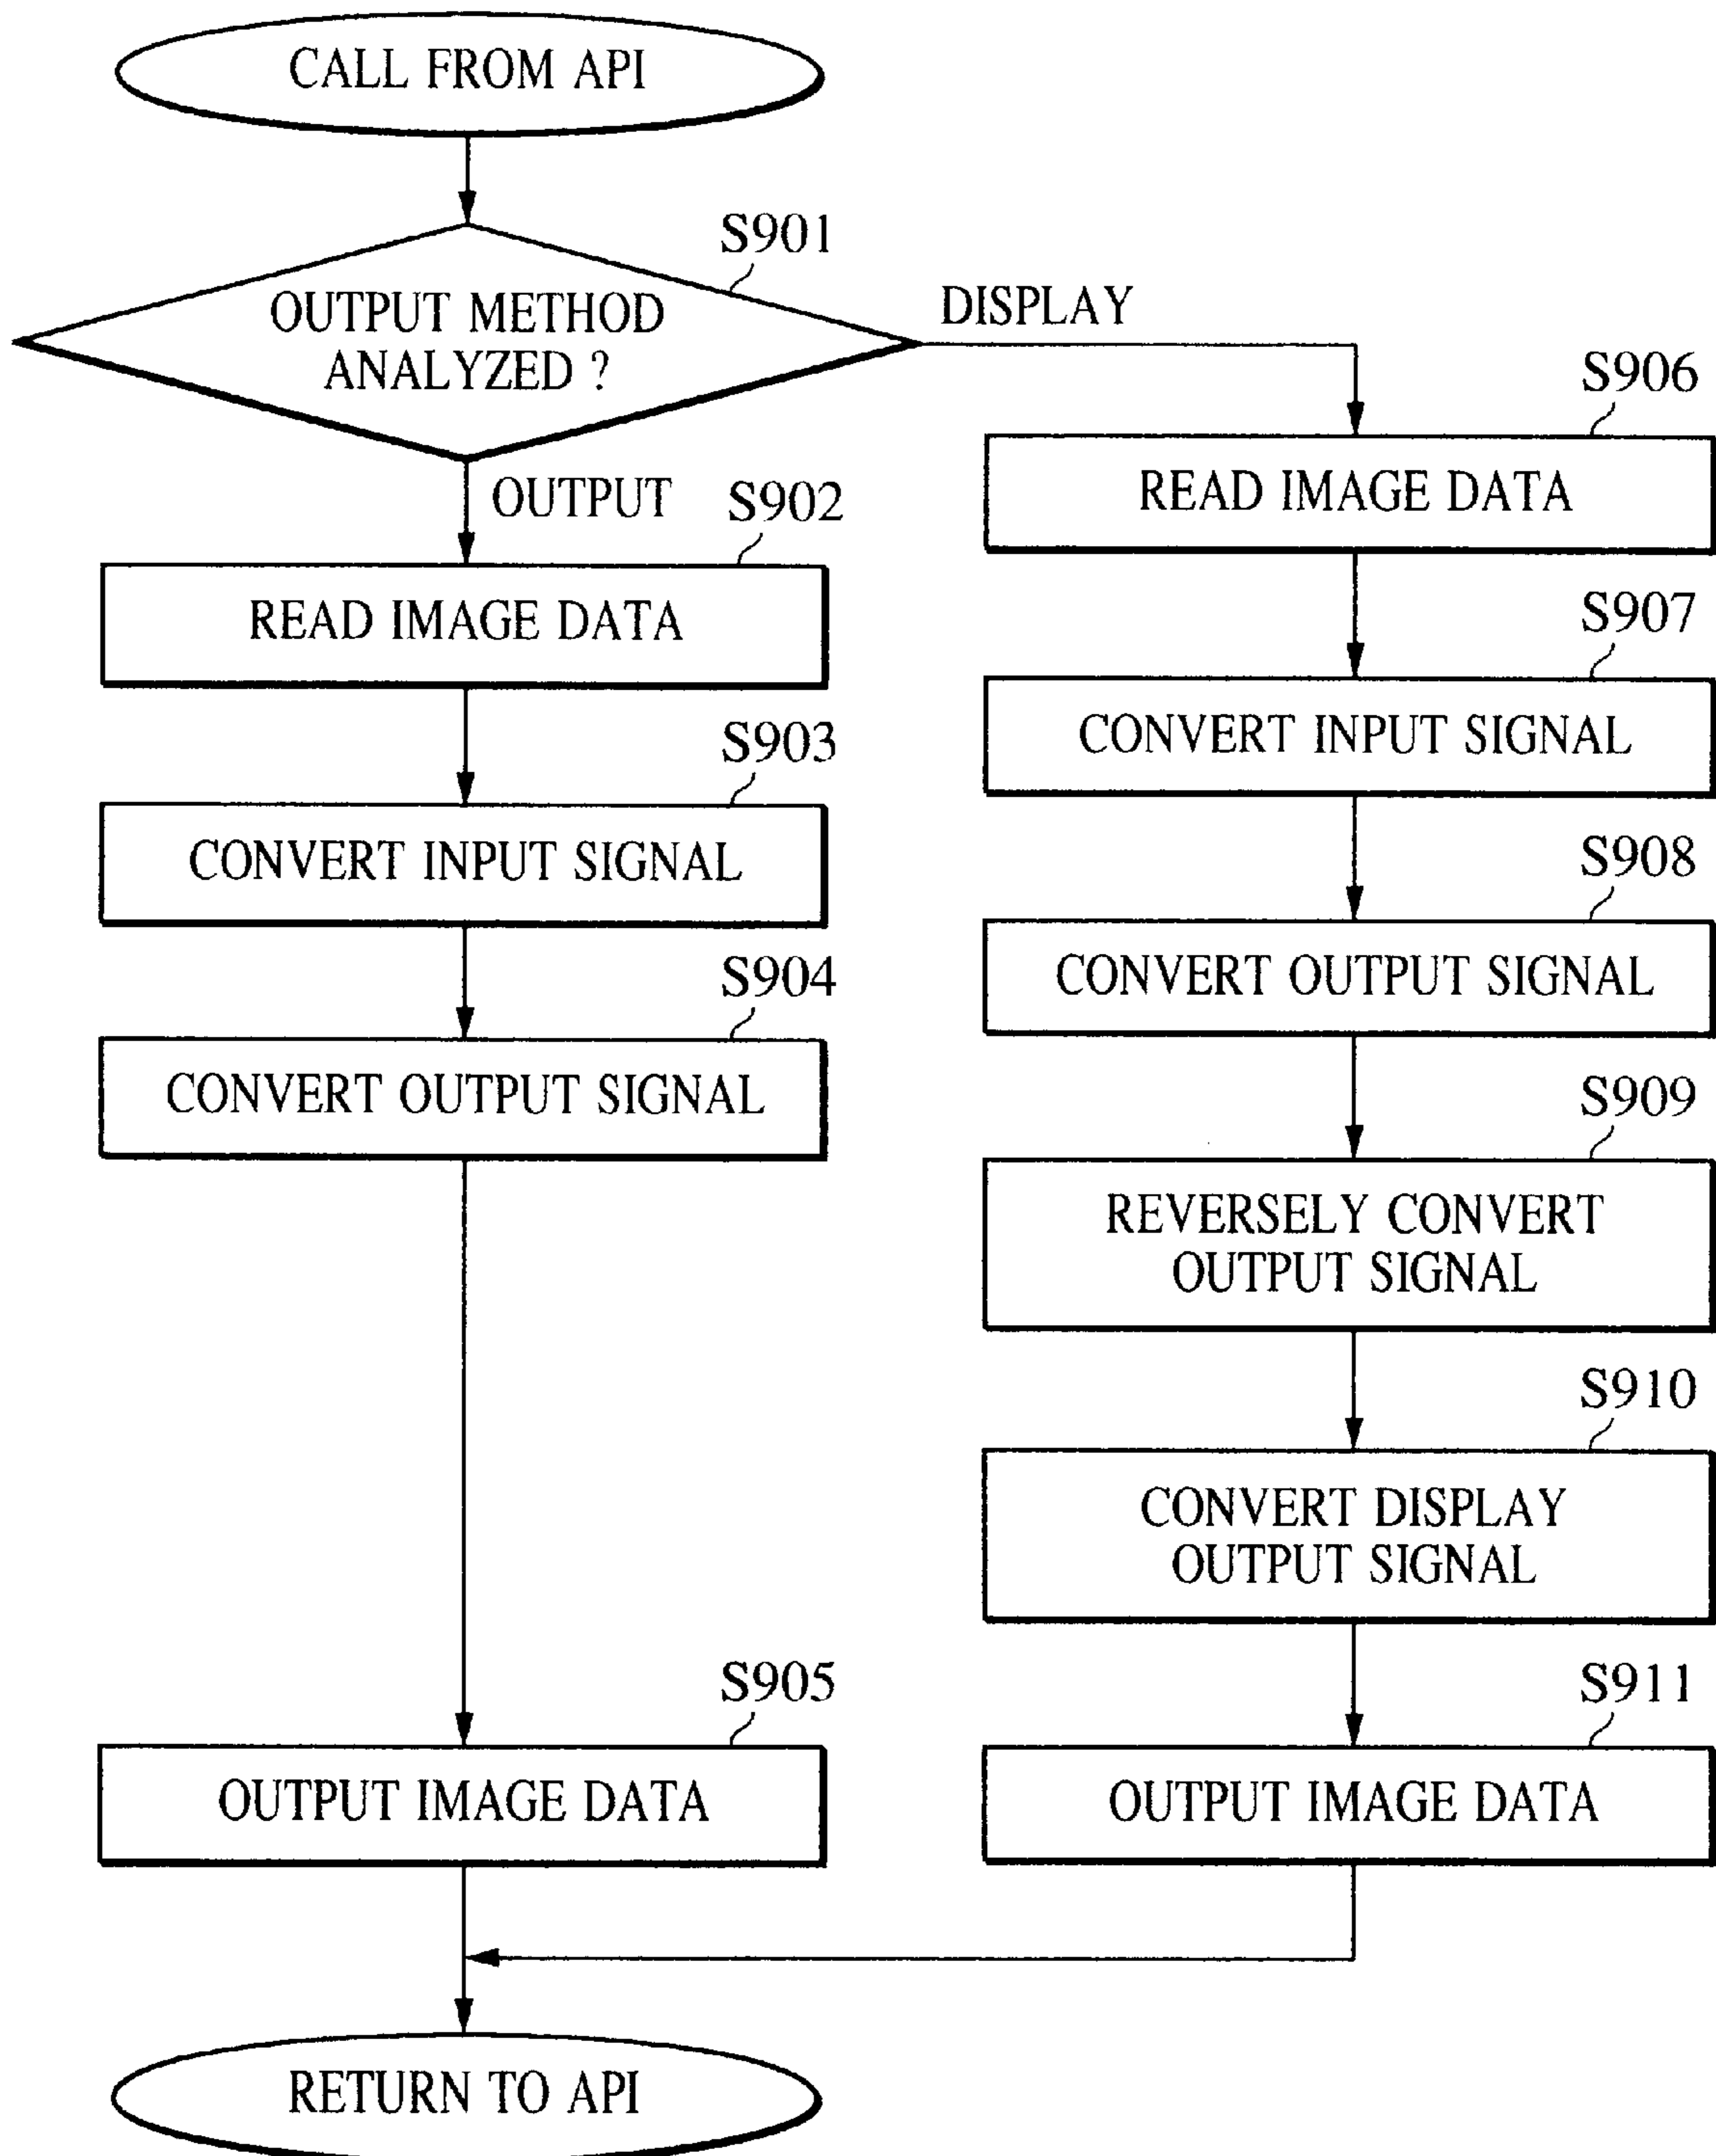 CALL FROM API
S901
OUTPUT METHOD
ANALYZED ?
DISPLAY
OUTPUT
S902
READ IMAGE DATA
S903
CONVERT INPUT SIGNAL
S904
CONVERT OUTPUT SIGNAL
S905
OUTPUT IMAGE DATA
S906
READ IMAGE DATA
S907
CONVERT INPUT SIGNAL
S908
CONVERT OUTPUT SIGNAL
S909
REVERSELY CONVERT
OUTPUT SIGNAL
S910
CONVERT DISPLAY
OUTPUT SIGNAL
S911
OUTPUT IMAGE DATA
RETURN TO API